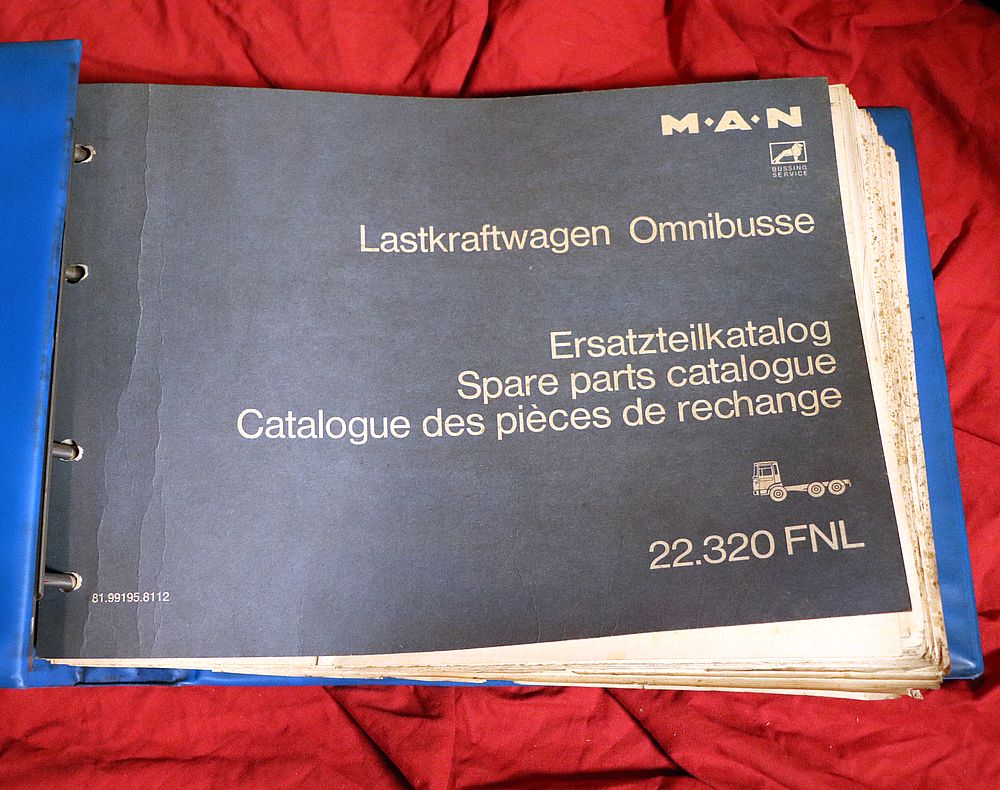 M·A·N
BÜSSING
SERVICE
Lastkraftwagen Omnibusse
Ersatzteilkatalog
Spare parts catalogue
Catalogue des pièces de rechange
22.320 FNL
81.99195.8112